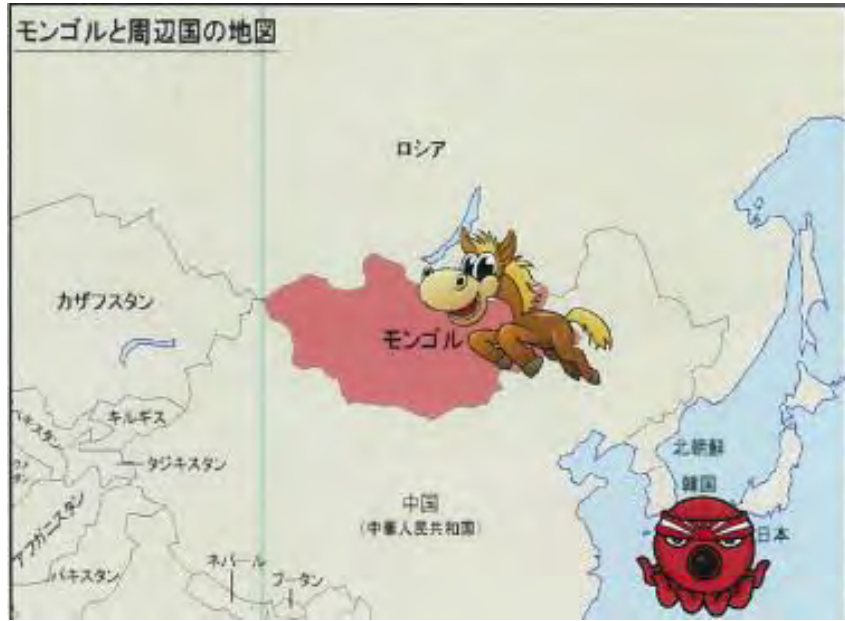 モンゴルと周辺国の地図
ロシア
カザフスタン
モンゴル
キルギス
タジキスタン
北朝鮮
韓国
日本
中国
(中華人民共和国)
アフガニスタン
パキスタン
ネパール
ブータン